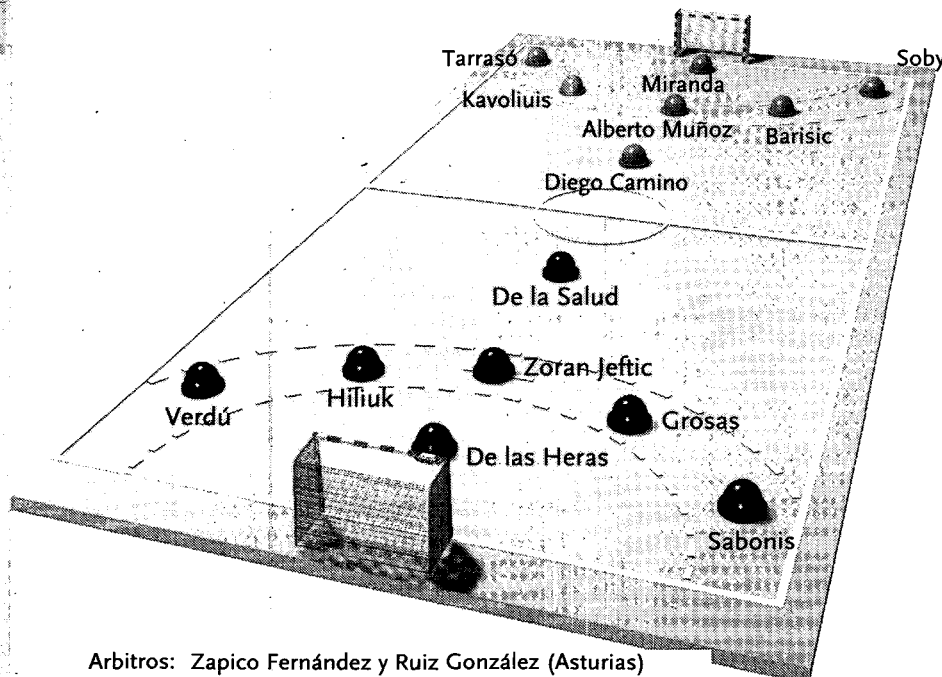 Tarrasó
Soby
Kavoliuis
Miranda
Alberto Muñoz
Barisic
Diego Camino
De la Salud
Zoran Jeftic
Hiliuk
Verdú
Grosas
De las Heras
Sabonis
Arbitros: Zapico Fernández y Ruiz González (Asturias)